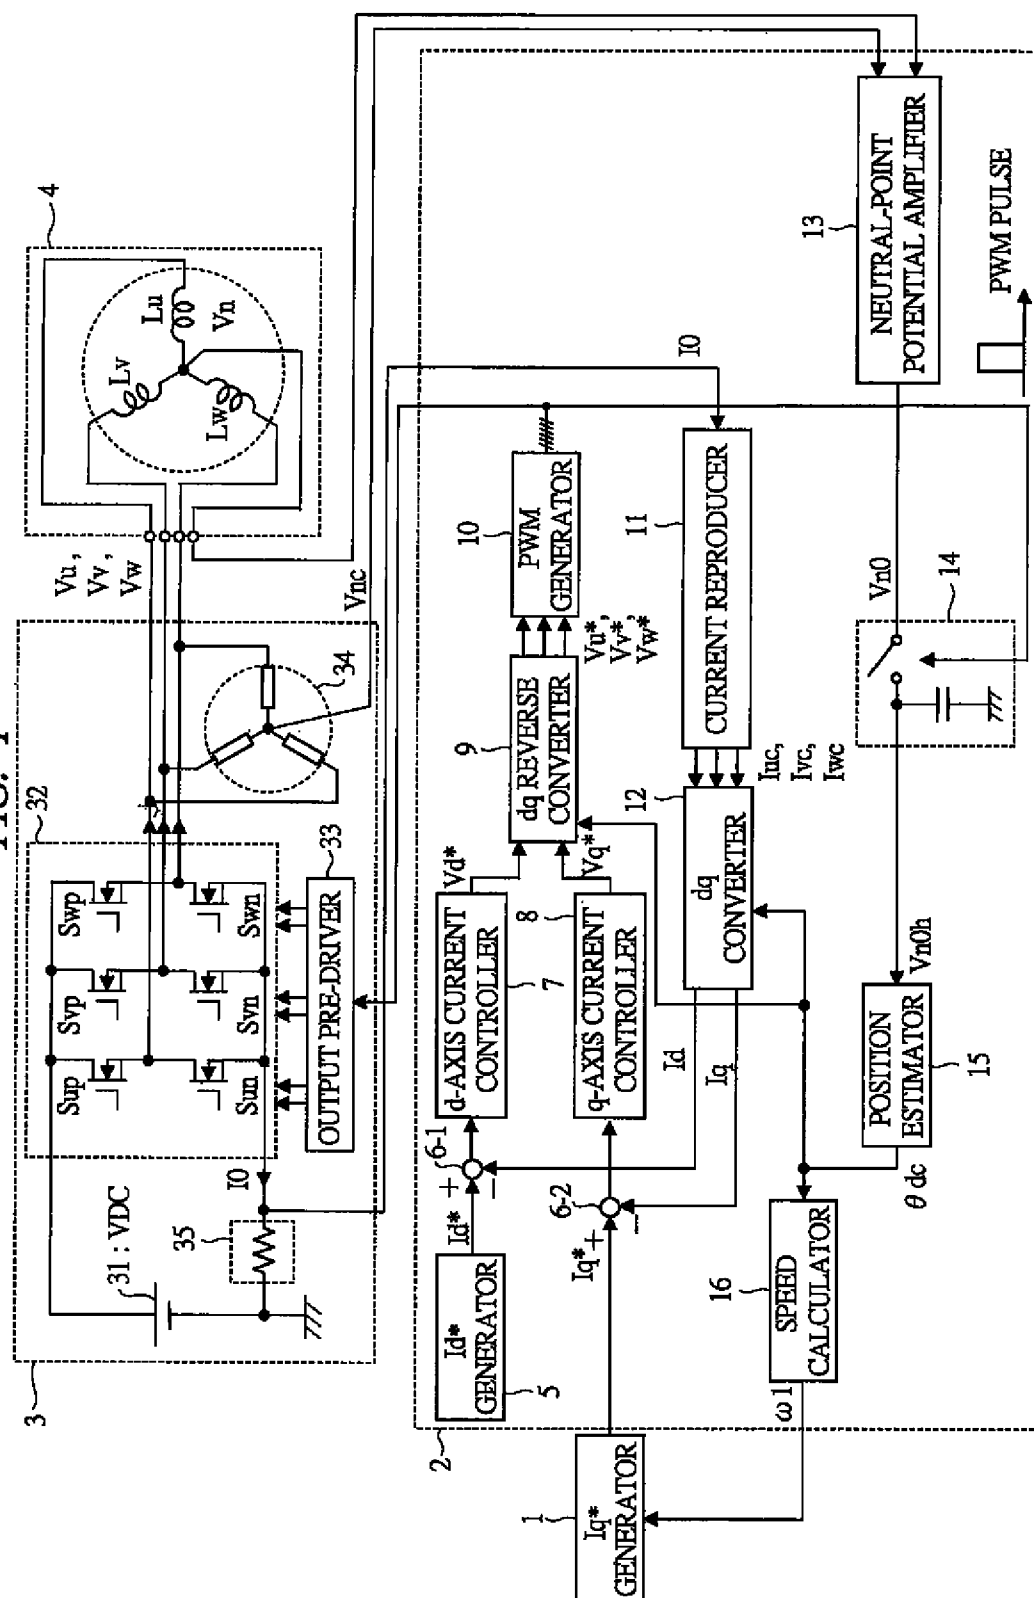 3
31 : VDC
35
I0
32
Sup
Svp
Swp
Sun
Svn
Swn
33
OUTPUT PRE-DRIVER
34
Vu ,
Vv ,
Vw
Vnc
4
Lu
Lv
Lw
Vn
2
1
Iq*
GENERATOR
Id*
GENERATOR
5
Id*
+
−
6-1
Iq*
+
−
6-2
d-AXIS CURRENT
CONTROLLER
7
q-AXIS CURRENT
CONTROLLER
8
Vd*
Vq*
9
dq REVERSE
CONVERTER
Vu*,
Vv*,
Vw*
10
PWM
GENERATOR
I0
11
CURRENT REPRODUCER
Iuc,
Ivc,
Iwc
12
dq
CONVERTER
Id
Iq
13
NEUTRAL-POINT
POTENTIAL AMPLIFIER
PWM PULSE
Vn0
14
Vn0h
POSITION
ESTIMATOR
15
θ dc
16
SPEED
CALCULATOR
ω1